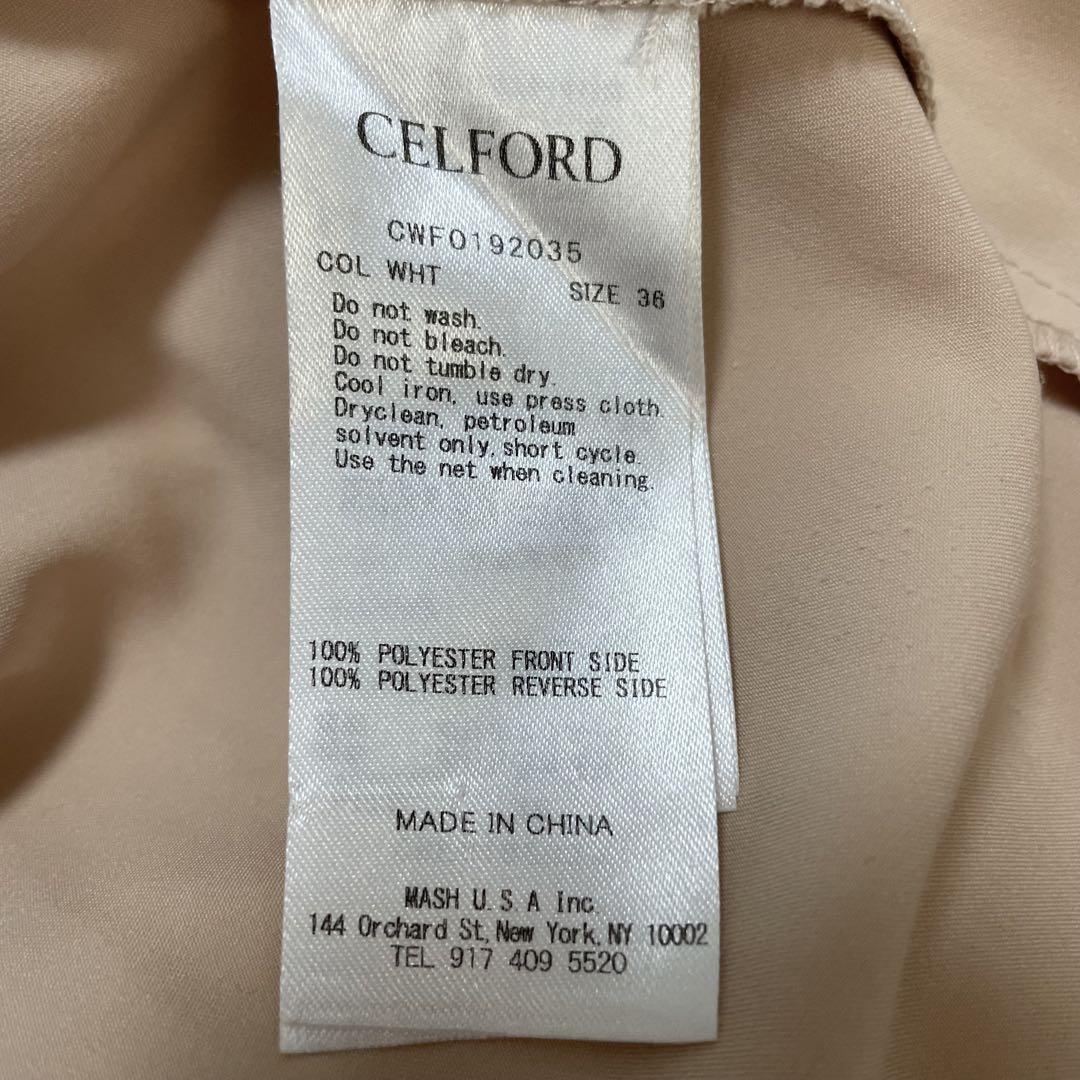 CELFORD
CWFO192035
COL WHT
SIZE 36
Do not wash.
Do not bleach.
Do not tumble dry.
Cool iron, use press cloth
Dryclean, petroleum
solvent only, short cycle.
Use the net when cleaning.
100% POLYESTER FRONT SIDE
100% POLYESTER REVERSE SIDE
MADE IN CHINA
MASH U.S.A Inc.
144 Orchard St, New York, NY 10002
TEL 917 409 5520